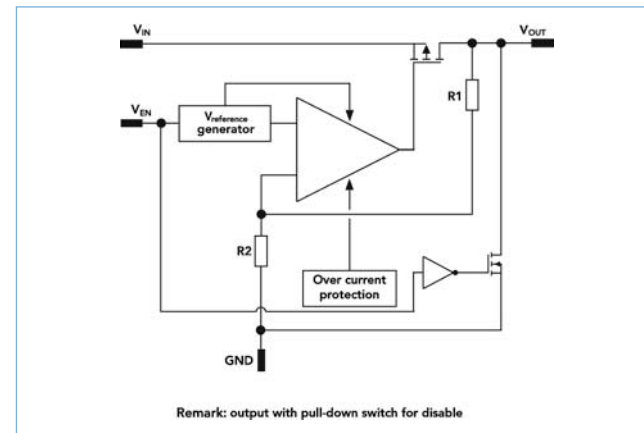 VIN
VOUT
R1
VEN
Vreference
generator
R2
Over current
protection
GND
Remark: output with pull-down switch for disable